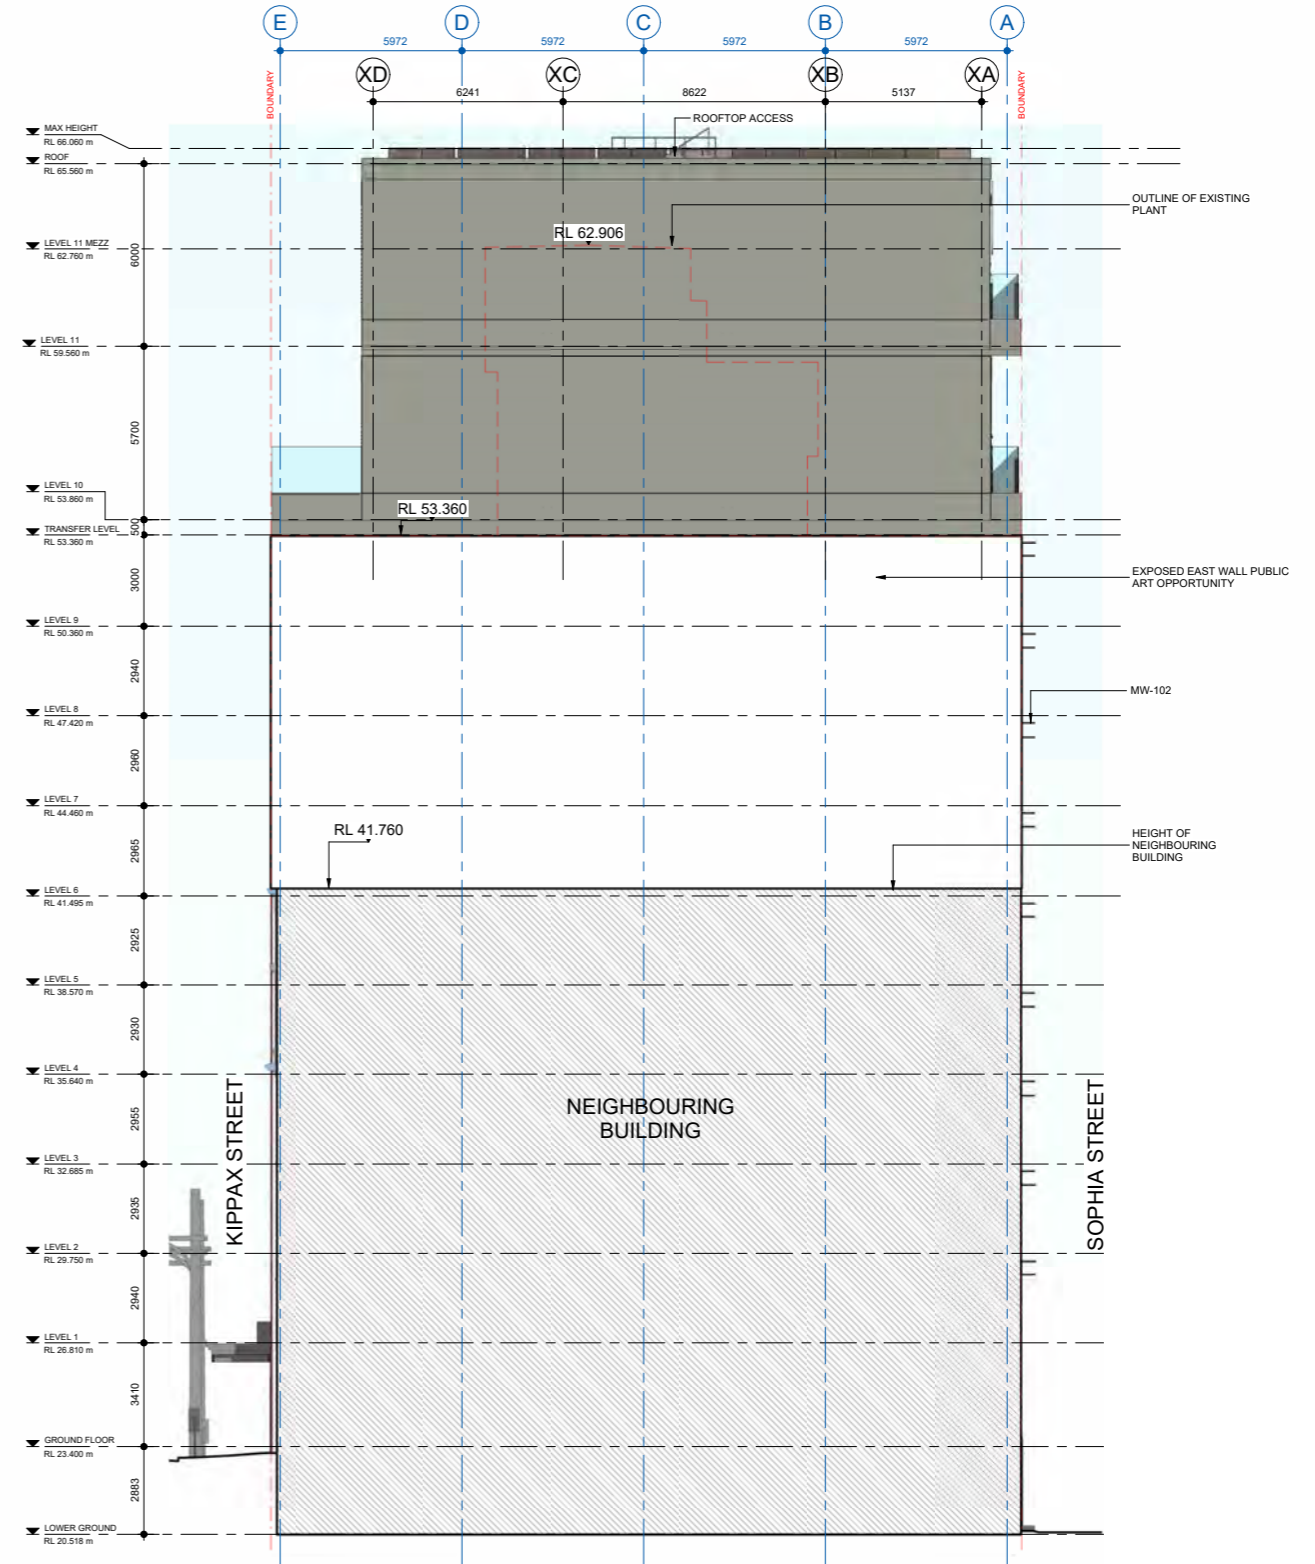 E
D
C
B
A
5972
5972
5972
5972
XD
XC
XB
XA
6241
8622
5137
BOUNDARY
BOUNDARY
ROOFTOP ACCESS
MAX HEIGHT
RL 66.060 m
ROOF
RL 65.560 m
OUTLINE OF EXISTING
PLANT
RL 62.906
LEVEL 11 MEZZ
RL 62.760 m
6000
LEVEL 11
RL 59.560 m
5700
LEVEL 10
RL 53.860 m
RL 53.360
500
TRANSFER LEVEL
RL 53.360 m
3000
EXPOSED EAST WALL PUBLIC
ART OPPORTUNITY
LEVEL 9
RL 50.360 m
2940
MW-102
LEVEL 8
RL 47.420 m
2960
LEVEL 7
RL 44.460 m
RL 41.760
2965
HEIGHT OF
NEIGHBOURING
BUILDING
LEVEL 6
RL 41.495 m
2925
LEVEL 5
RL 38.570 m
2930
LEVEL 4
RL 35.640 m
2955
NEIGHBOURING
BUILDING
KIPPAX STREET
SOPHIA STREET
LEVEL 3
RL 32.685 m
2935
LEVEL 2
RL 29.750 m
2940
LEVEL 1
RL 26.810 m
3410
GROUND FLOOR
RL 23.400 m
2883
LOWER GROUND
RL 20.518 m